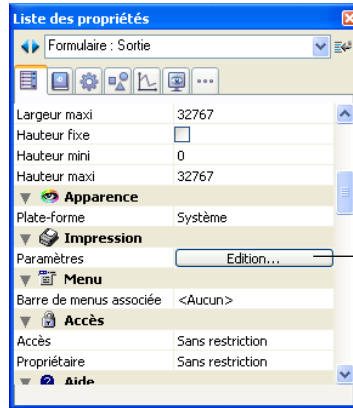 Liste des propriétés
Formulaire : Sortie
Largeur maxi 32767
Hauteur fixe
Hauteur mini 0
Hauteur maxi 32767
Apparence
Plate-forme Système
Impression
Paramètres Edition...
Menu
Barre de menus associée <Aucun>
Accès
Accès Sans restriction
Propriétaire Sans restriction
Aide